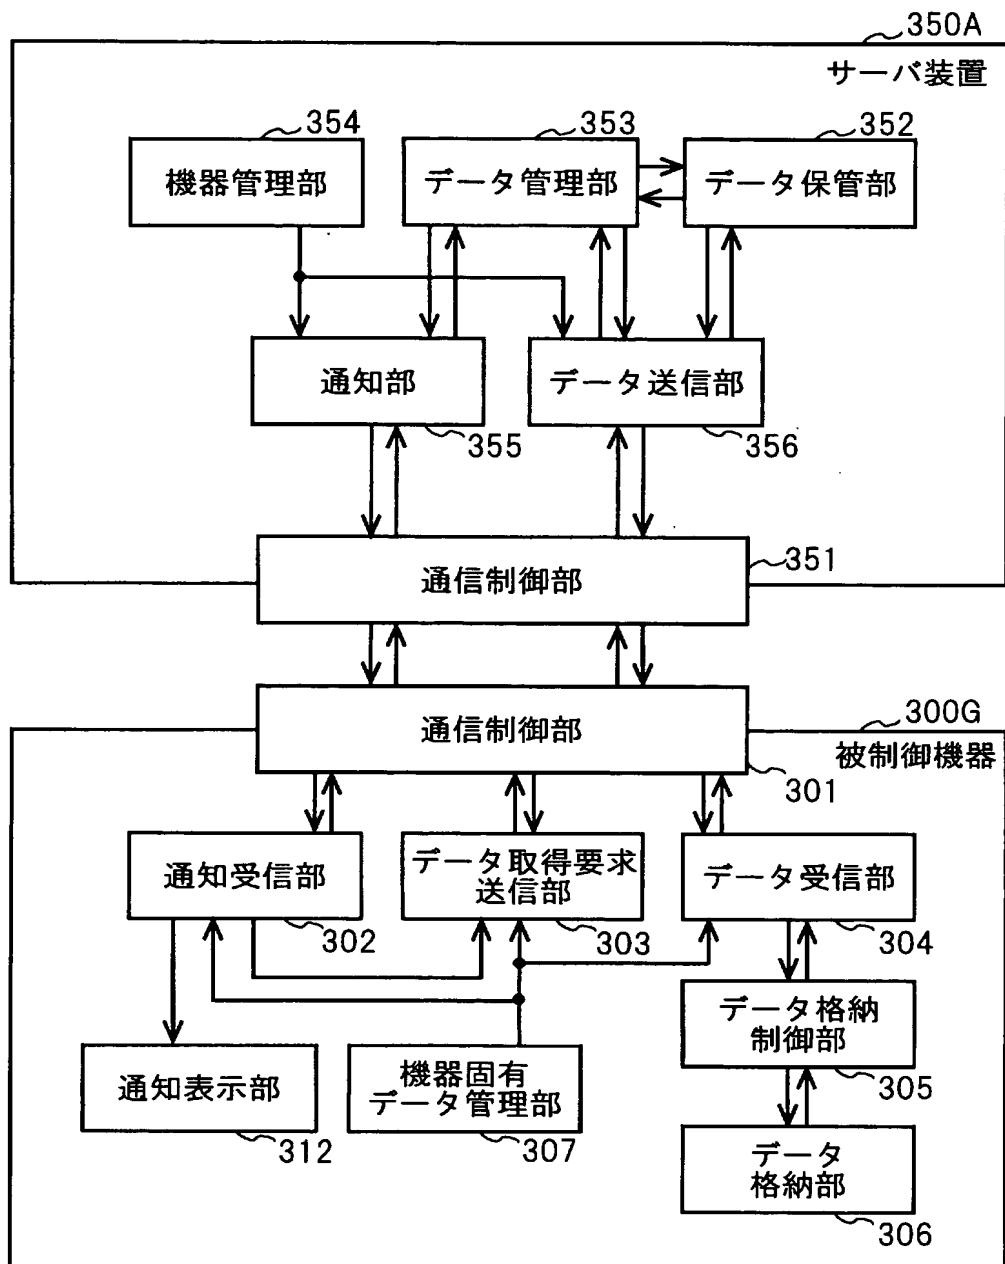 350A
サーバ装置
354
353
352
機器管理部
データ管理部
データ保管部
通知部
データ送信部
355
356
通信制御部
351
通信制御部
300G
被制御機器
301
通知受信部
データ取得要求
送信部
データ受信部
302
303
304
データ格納
制御部
305
通知表示部
機器固有
データ管理部
312
307
データ
格納部
306